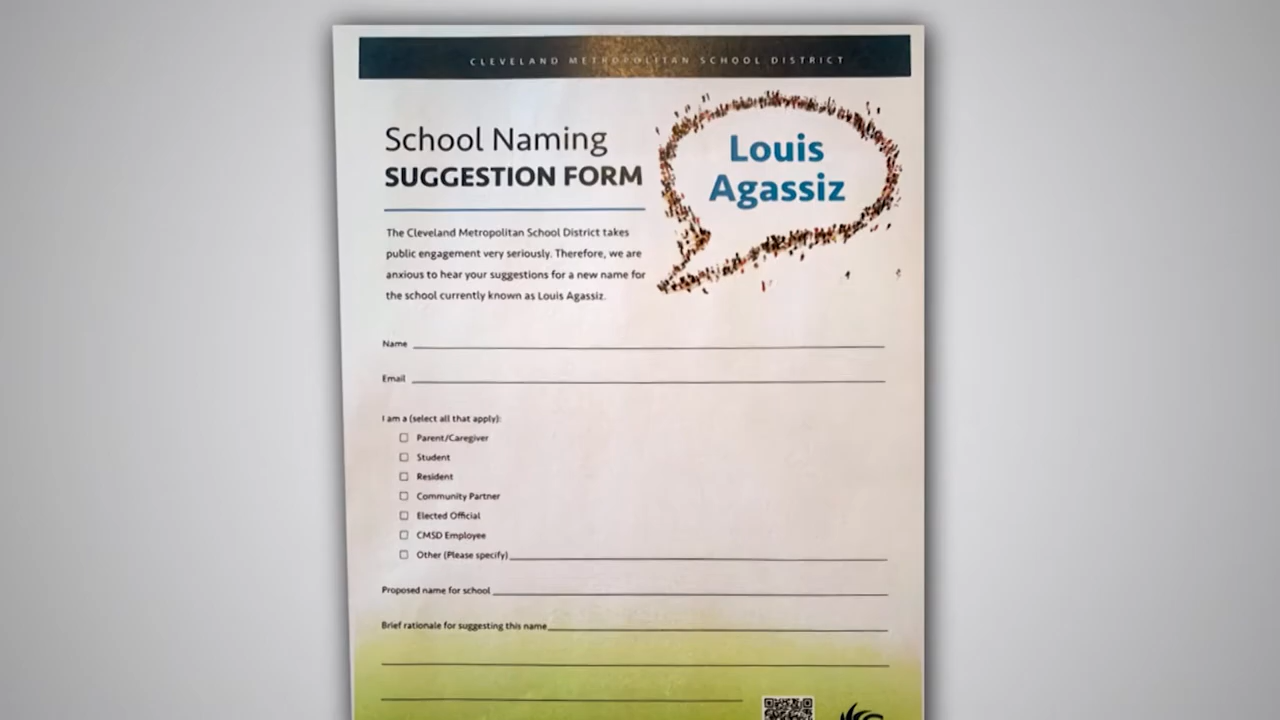 CLEVELAND METROPOLITAN SCHOOL DISTRICT
School Naming
SUGGESTION FORM
Louis
Agassiz
The Cleveland Metropolitan School District takes
public engagement very seriously. Therefore, we are
anxious to hear your suggestions for a new name for
the school currently known as Louis Agassiz.
Name
Email
I am a (select all that apply):
Parent/Caregiver
Student
Resident
Community Partner
Elected Official
CMSD Employee
Other (Please specify)
Proposed name for school
Brief rationale for suggesting this name